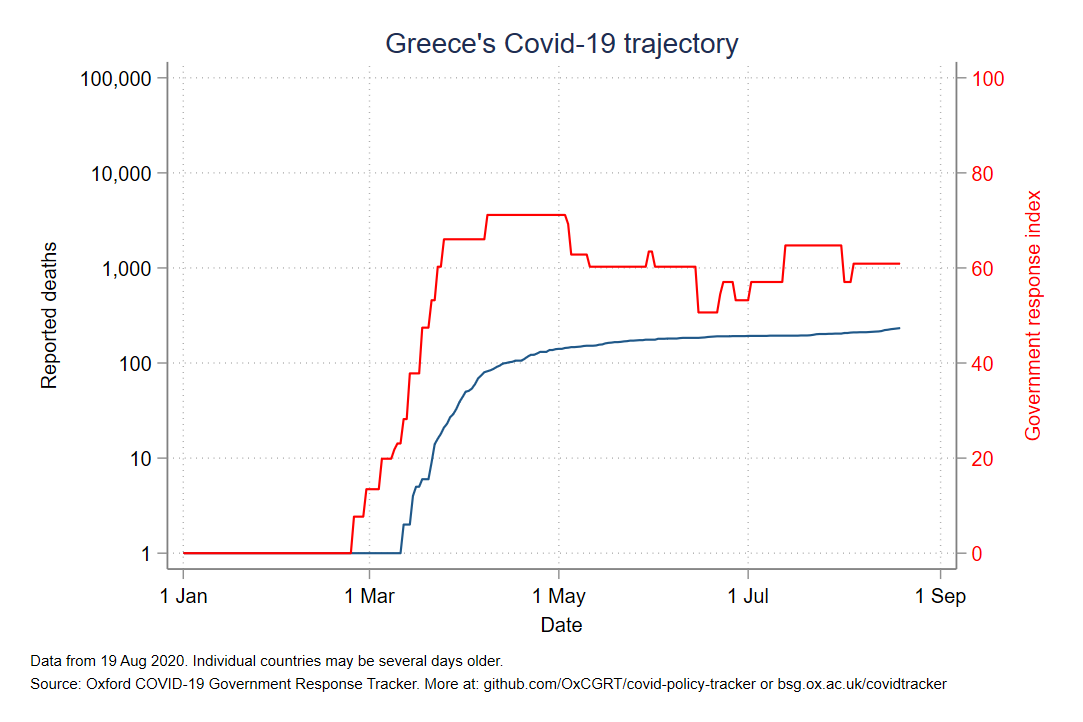 Greece's Covid-19 trajectory
100,000
10,000
1,000
100
10
1
Reported deaths
100
80
60
40
20
0
Government response index
1 Jan
1 Mar
1 May
1 Jul
1 Sep
Date
Data from 19 Aug 2020. Individual countries may be several days older.
Source: Oxford COVID-19 Government Response Tracker. More at: github.com/OxCGRT/covid-policy-tracker or bsg.ox.ac.uk/covidtracker